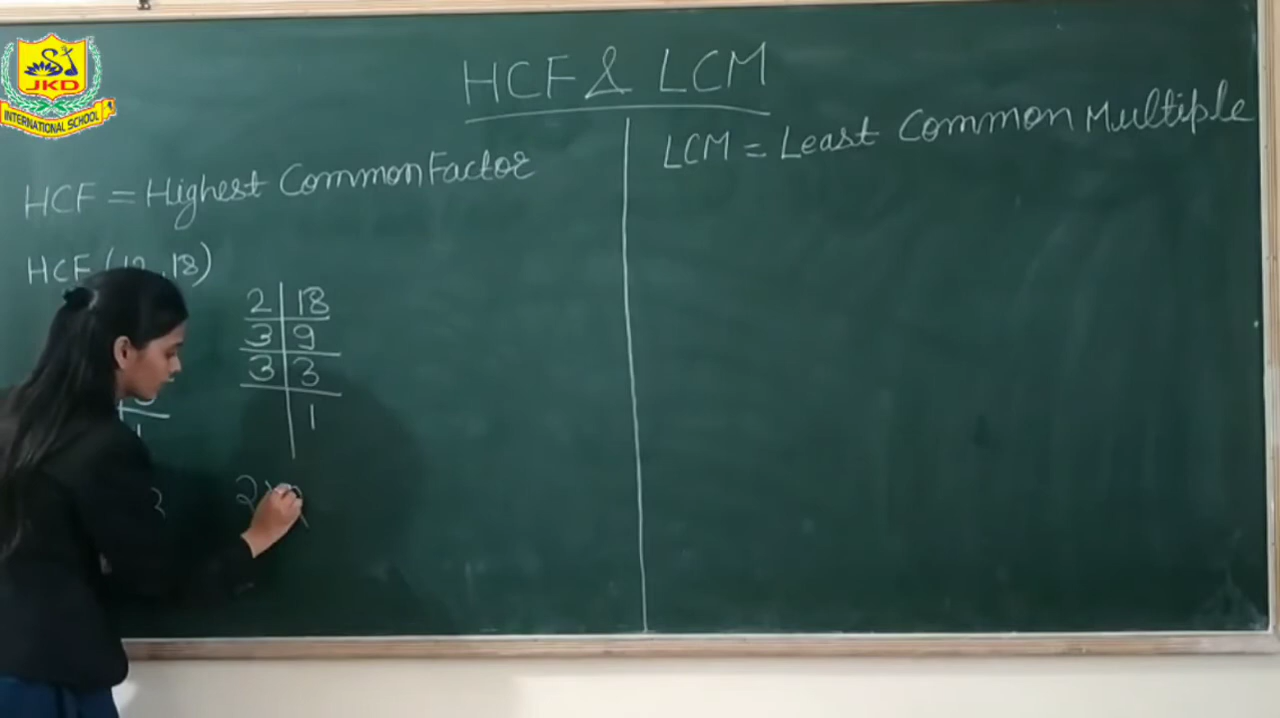 JKD
INTERNATIONAL SCHOOL
HCF & LCM
HCF = Highest Common Factor
LCM = Least Common Multiple
HCF ( , 18)
2 | 18
3 | 9
3 | 3
1
2